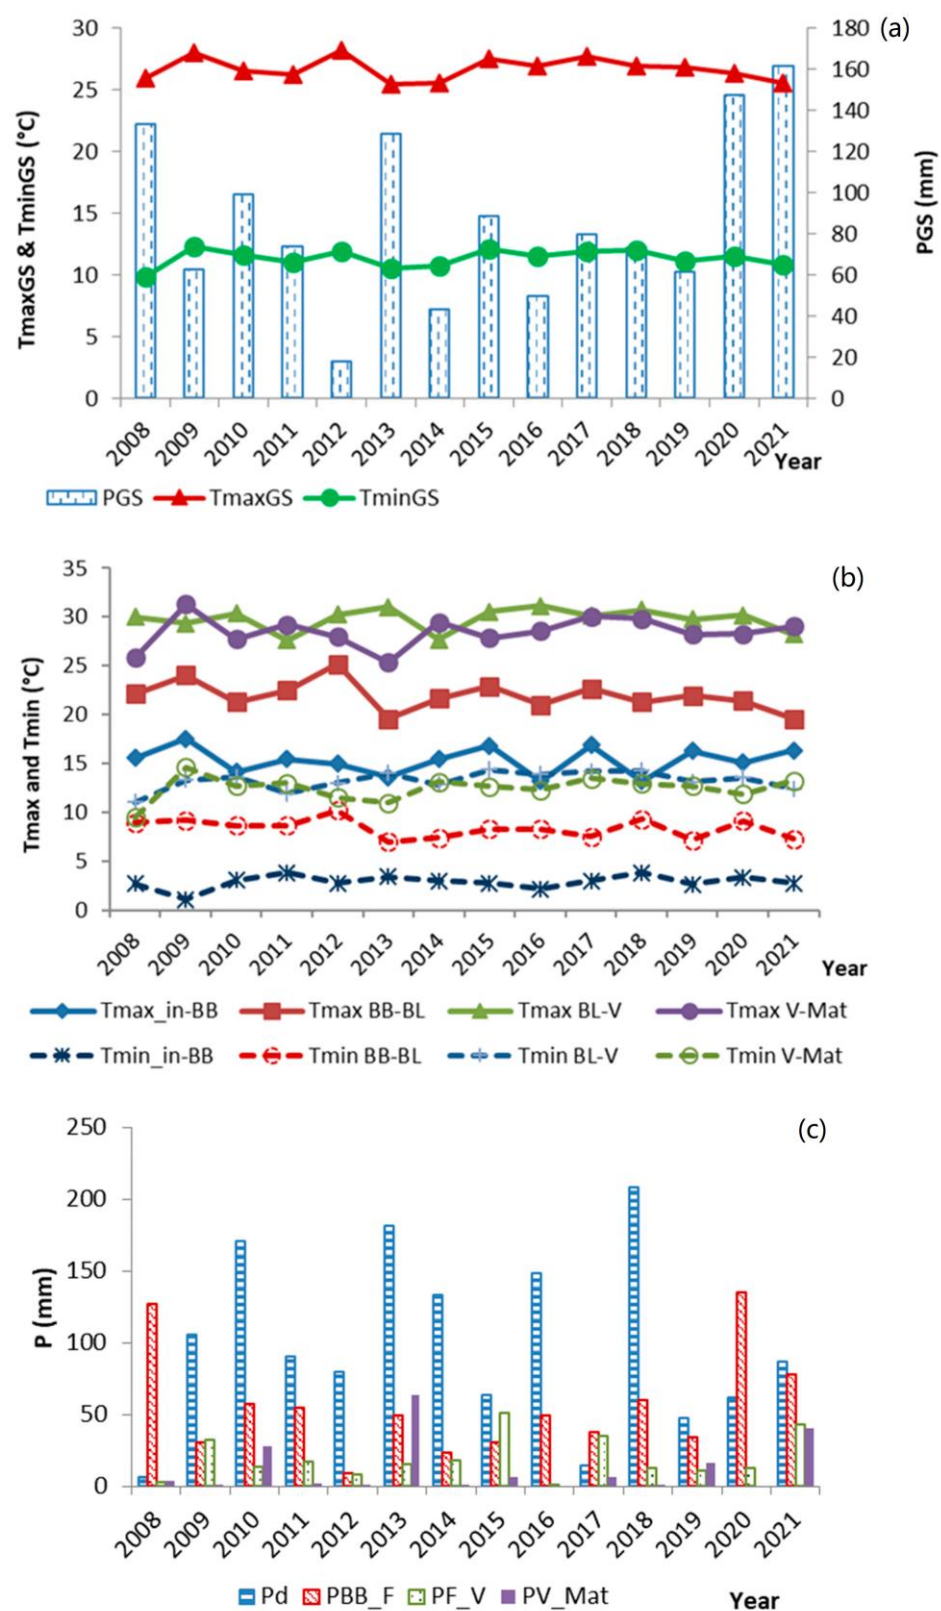 (a)
30
25
20
15
10
5
0
TmaxGS & TminGS (°C)
180
160
140
120
100
80
60
40
20
0
PGS (mm)
2008 2009 2010 2011 2012 2013 2014 2015 2016 2017 2018 2019 2020 2021
Year
PGS TmaxGS TminGS
(b)
35
30
25
20
15
10
5
0
Tmax and Tmin (°C)
2008 2009 2010 2011 2012 2013 2014 2015 2016 2017 2018 2019 2020 2021
Year
Tmax_in-BB Tmax BB-BL Tmax BL-V Tmax V-Mat
Tmin_in-BB Tmin BB-BL Tmin BL-V Tmin V-Mat
(c)
250
200
150
100
50
0
P (mm)
2008 2009 2010 2011 2012 2013 2014 2015 2016 2017 2018 2019 2020 2021
Pd PBB_F PF_V PV_Mat
Year